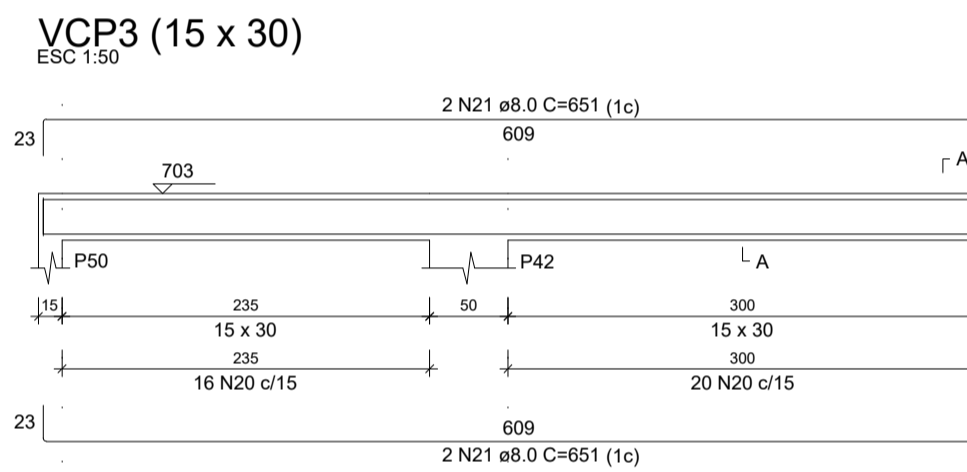 VCP3 (15 x 30)
ESC 1:50
2 N21 ø8.0 C=651 (1c)
23
609
A
703
P50
P42
A
15
235
50
300
15 x 30
15 x 30
235
300
16 N20 c/15
20 N20 c/15
23
609
2 N21 ø8.0 C=651 (1c)